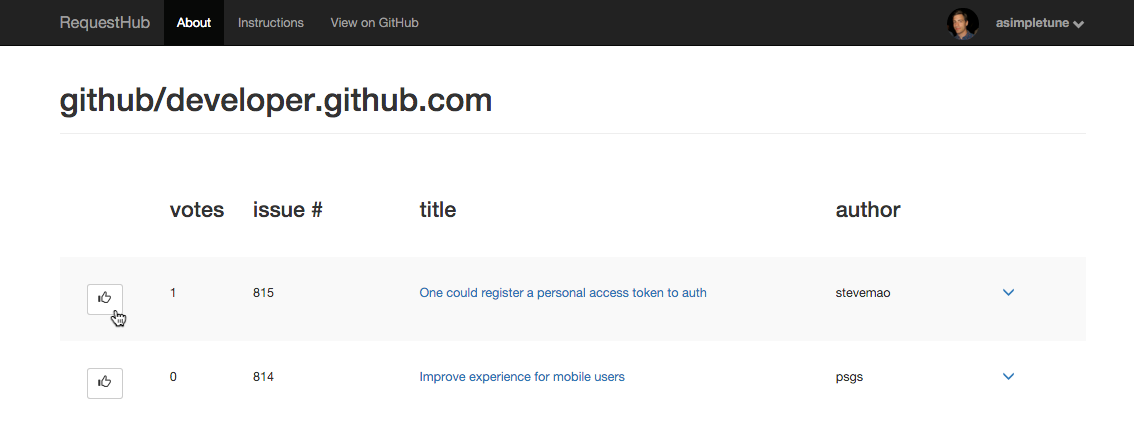 RequestHub About Instructions View on GitHub asimpletune
github/developer.github.com
votes issue # title author
1 815 One could register a personal access token to auth stevemao
0 814 Improve experience for mobile users psgs